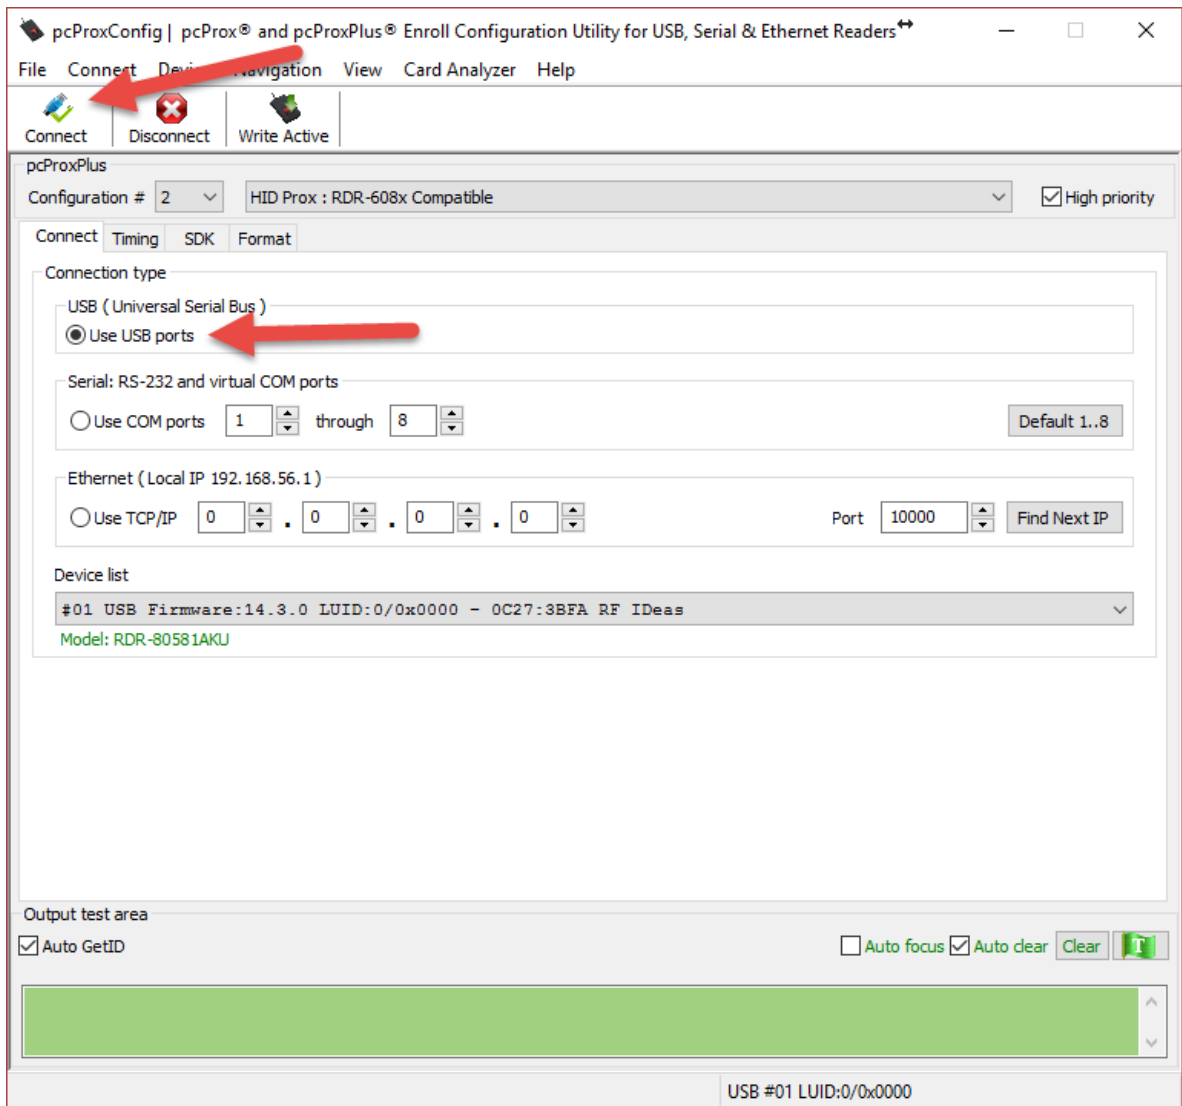 pcProxConfig | pcProx® and pcProxPlus® Enroll Configuration Utility for USB, Serial & Ethernet Readers
File Connect Device Navigation View Card Analyzer Help
Connect Disconnect Write Active
pcProxPlus
Configuration # 2 HID Prox : RDR-608x Compatible High priority
Connect Timing SDK Format
Connection type
USB ( Universal Serial Bus )
Use USB ports
Serial: RS-232 and virtual COM ports
Use COM ports 1 through 8 Default 1..8
Ethernet ( Local IP 192.168.56.1 )
Use TCP/IP 0 . 0 . 0 . 0 Port 10000 Find Next IP
Device list
#01 USB Firmware:14.3.0 LUID:0/0x0000 - 0C27:3BFA RF IDeas
Model: RDR-80581AKU
Output test area
Auto GetID Auto focus Auto clear Clear T
USB #01 LUID:0/0x0000